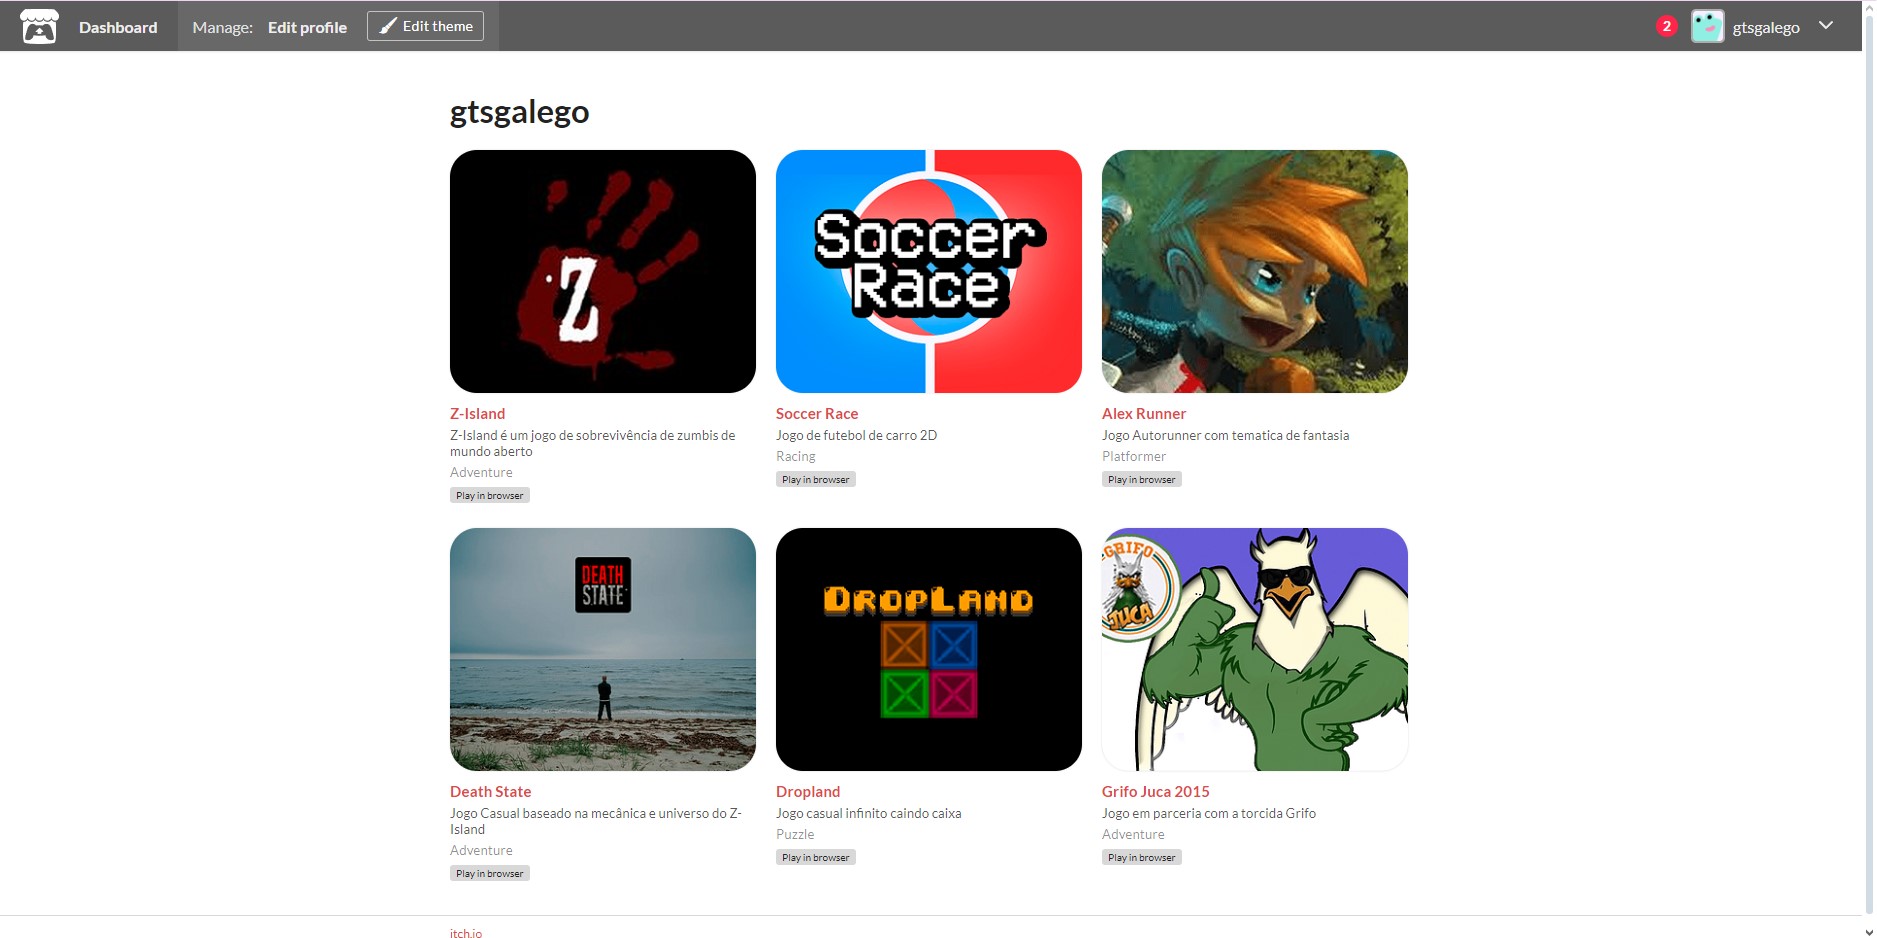 Dashboard
Manage: Edit profile
Edit theme
2
gtsgalego
gtsgalego
Z
Soccer
Race
Z-Island
Z-Island é um jogo de sobrevivência de zumbis de
mundo aberto
Adventure
Play in browser
Soccer Race
Jogo de futebol de carro 2D
Racing
Play in browser
Alex Runner
Jogo Autorunner com tematica de fantasia
Platformer
Play in browser
DEATH
STATE
DROPLAND
GRIFO
JUCA
Death State
Jogo Casual baseado na mecânica e universo do Z-
Island
Adventure
Play in browser
Dropland
Jogo casual infinito caindo caixa
Puzzle
Play in browser
Grifo Juca 2015
Jogo em parceria com a torcida Grifo
Adventure
Play in browser
itch.io